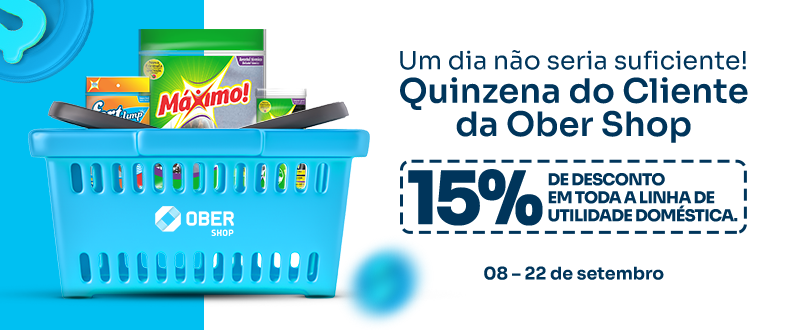 Um dia não seria suficiente!
Quinzena do Cliente
da Ober Shop
15%
DE DESCONTO
EM TODA A LINHA DE
UTILIDADE DOMÉSTICA.
08 – 22 de setembro
Máximo!
OBER
SHOP